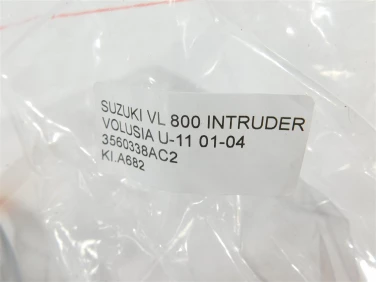 SUZUKI VL 800 INTRUDER
VOLUSIA U-11 01-04
3560338AC2
KI.A682